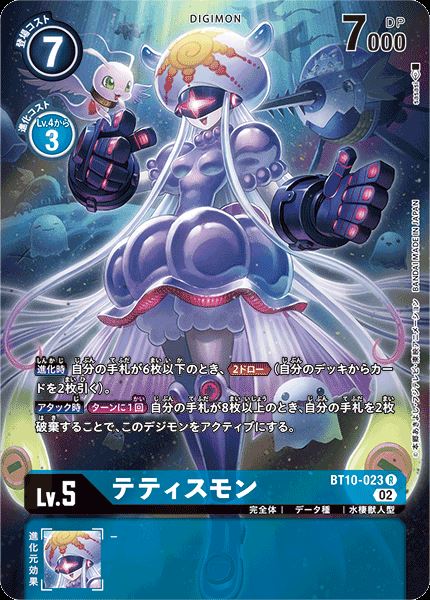 DIGIMON
登場コスト
7
7000
DP
進化コスト
Lv.4から
3
BANDAI MADE IN JAPAN
進化時 自分の手札が6枚以下のとき、2ドロー（自分のデッキからカー
ドを2枚引く）。
アタック時 ターンに1回 自分の手札が8枚以上のとき、自分の手札を2枚
破棄することで、このデジモンをアクティブにする。
BT10-023 R
02
Lv.5
テティスモン
完全体 データ種 水棲獣人型
進化元効果
–